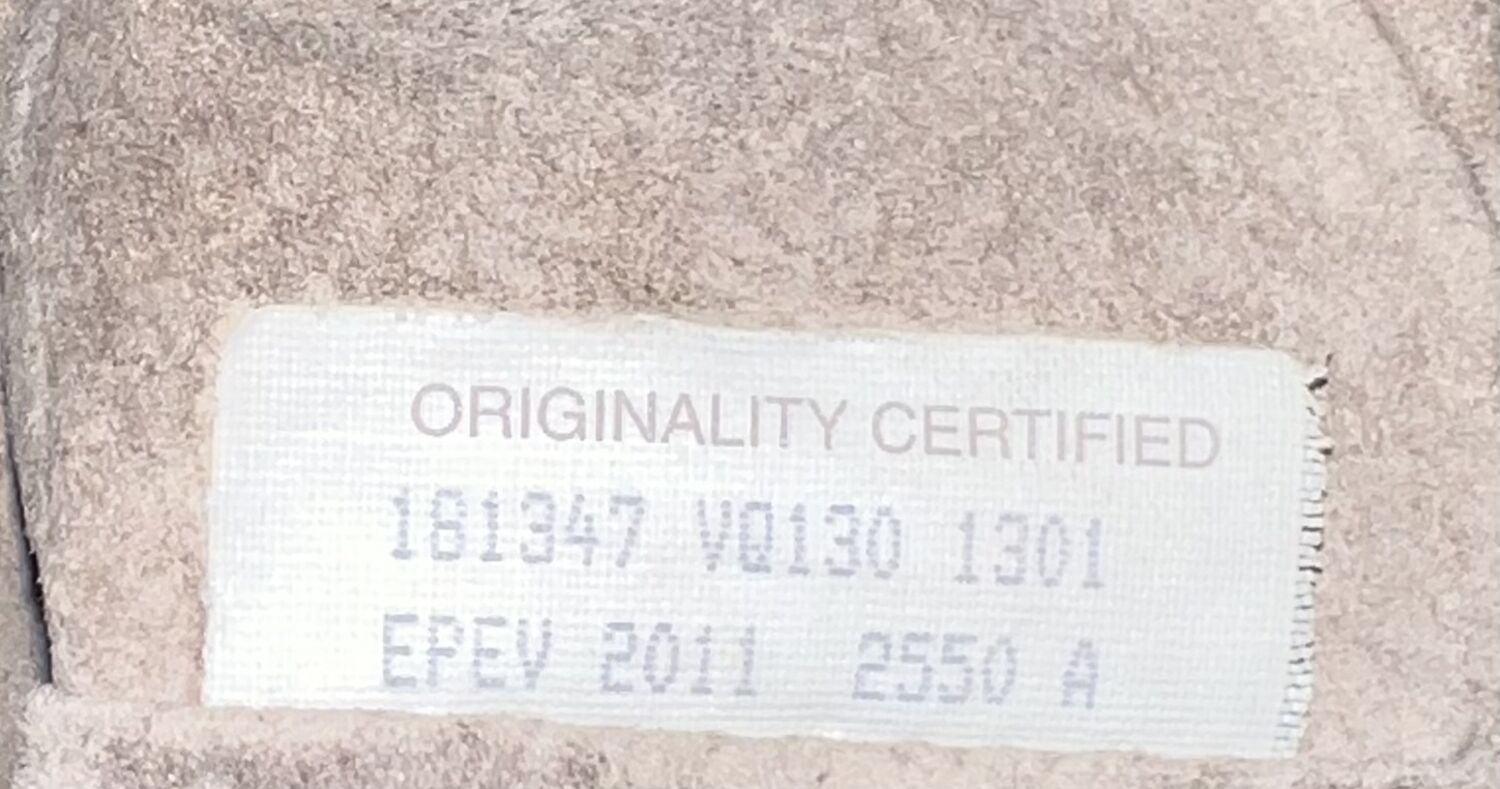 ORIGINALITY CERTIFIED
161347 VQ130 1301
EPEV 2011 2550 A